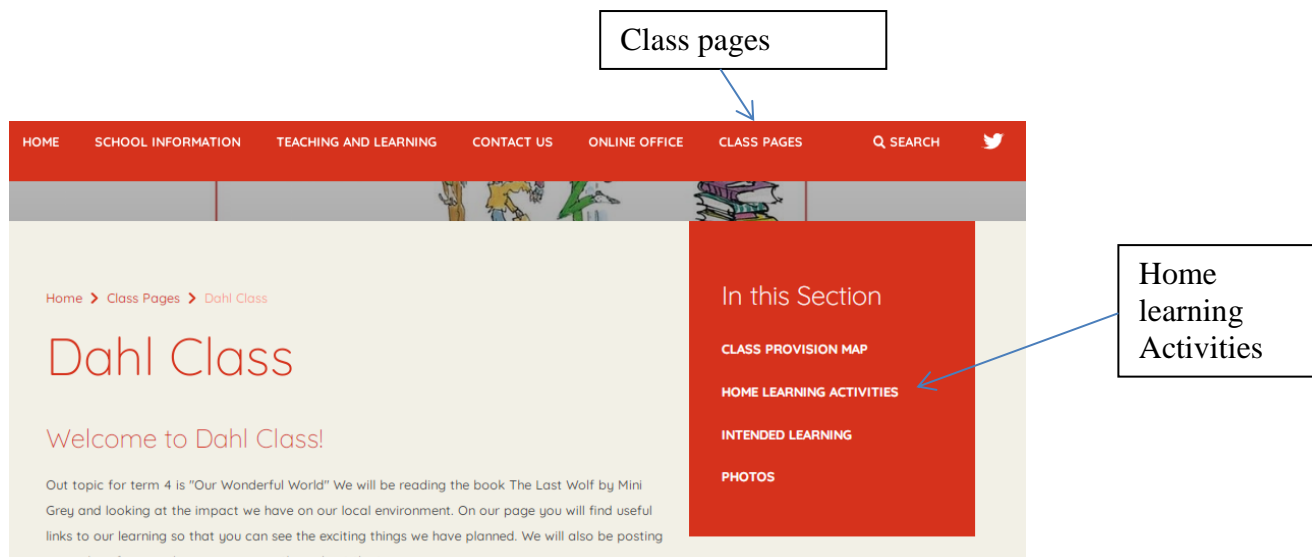 Class pages
HOME SCHOOL INFORMATION TEACHING AND LEARNING CONTACT US ONLINE OFFICE CLASS PAGES SEARCH
Home > Class Pages > Dahl Class
Dahl Class
Welcome to Dahl Class!
Out topic for term 4 is "Our Wonderful World" We will be reading the book The Last Wolf by Mini
Grey and looking at the impact we have on our local environment. On our page you will find useful
links to our learning so that you can see the exciting things we have planned. We will also be posting
In this Section
CLASS PROVISION MAP
HOME LEARNING ACTIVITIES
INTENDED LEARNING
PHOTOS
Home
learning
Activities